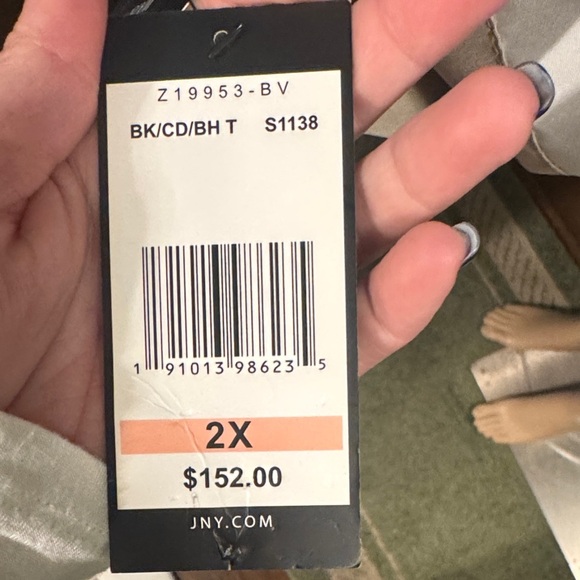 Z19953-BV
BK/CD/BH T S1138
1 91013 98623 5
2X
$152.00
JNY.COM